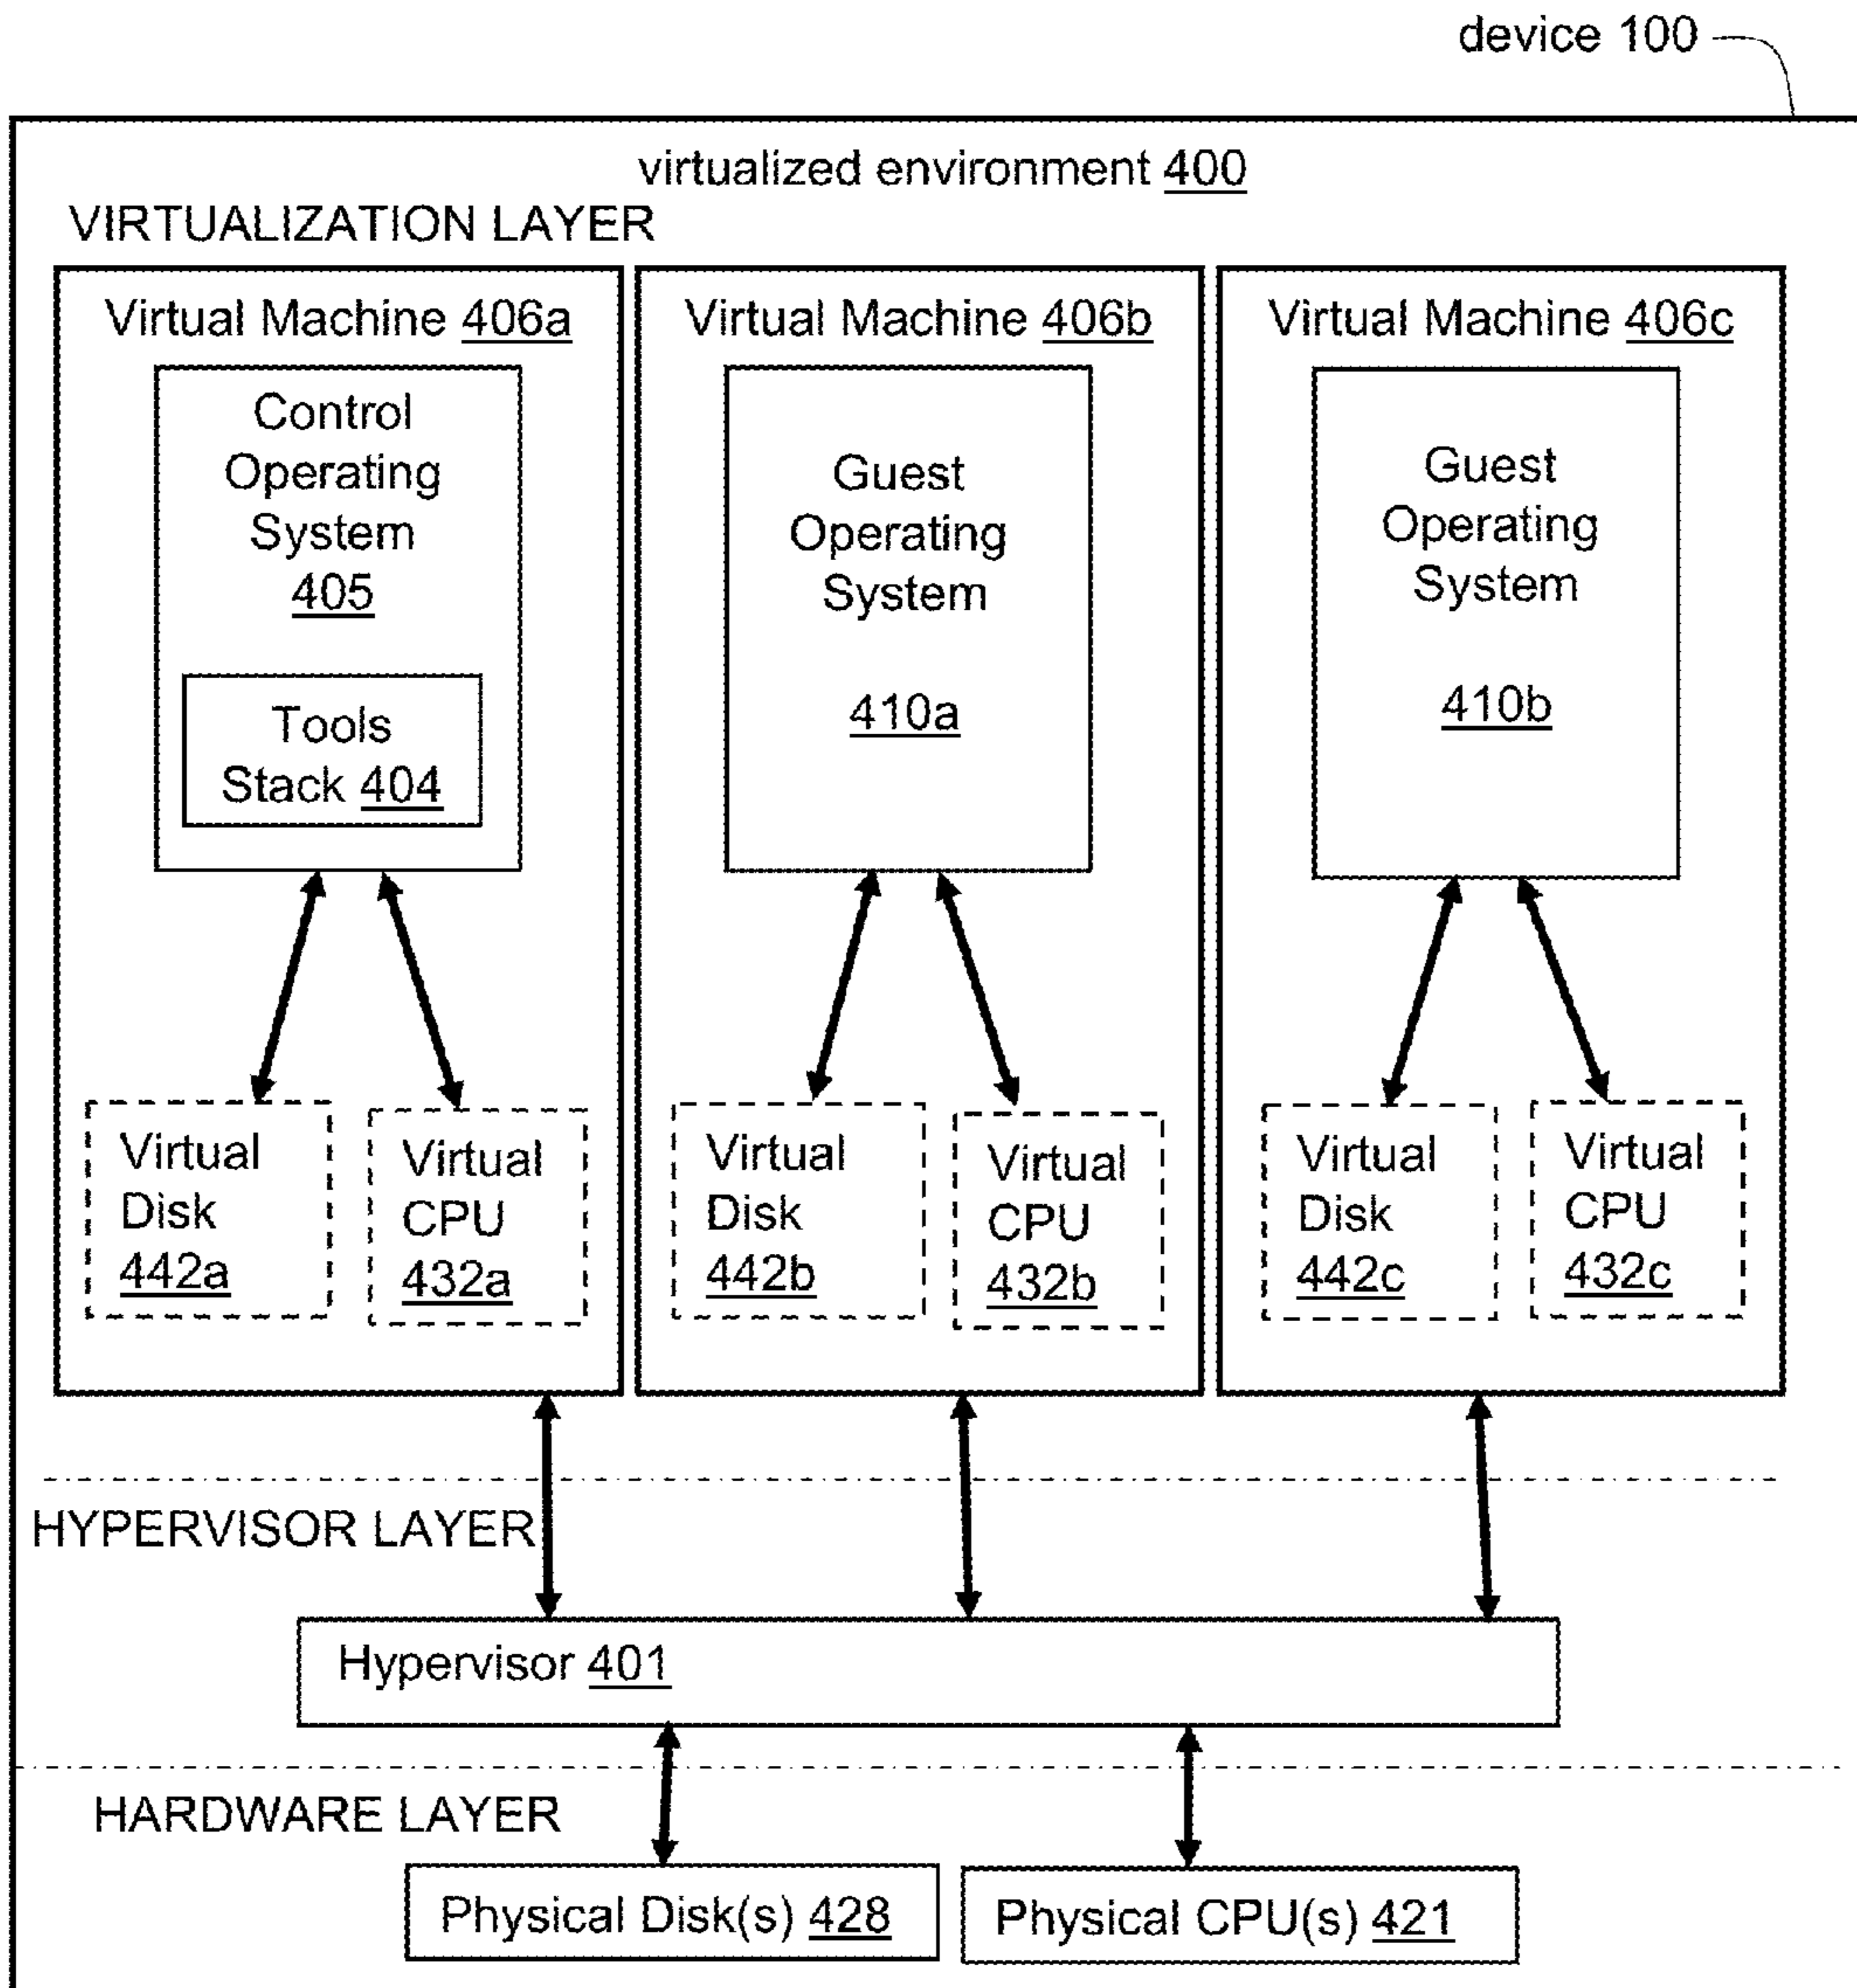 device 100
virtualized environment 400
VIRTUALIZATION LAYER
Virtual Machine 406a
Control
Operating
System
405
Tools
Stack 404
Virtual
Disk
442a
Virtual
CPU
432a
Virtual Machine 406b
Guest
Operating
System
410a
Virtual
Disk
442b
Virtual
CPU
432b
Virtual Machine 406c
Guest
Operating
System
410b
Virtual
Disk
442c
Virtual
CPU
432c
HYPERVISOR LAYER
Hypervisor 401
HARDWARE LAYER
Physical Disk(s) 428
Physical CPU(s) 421